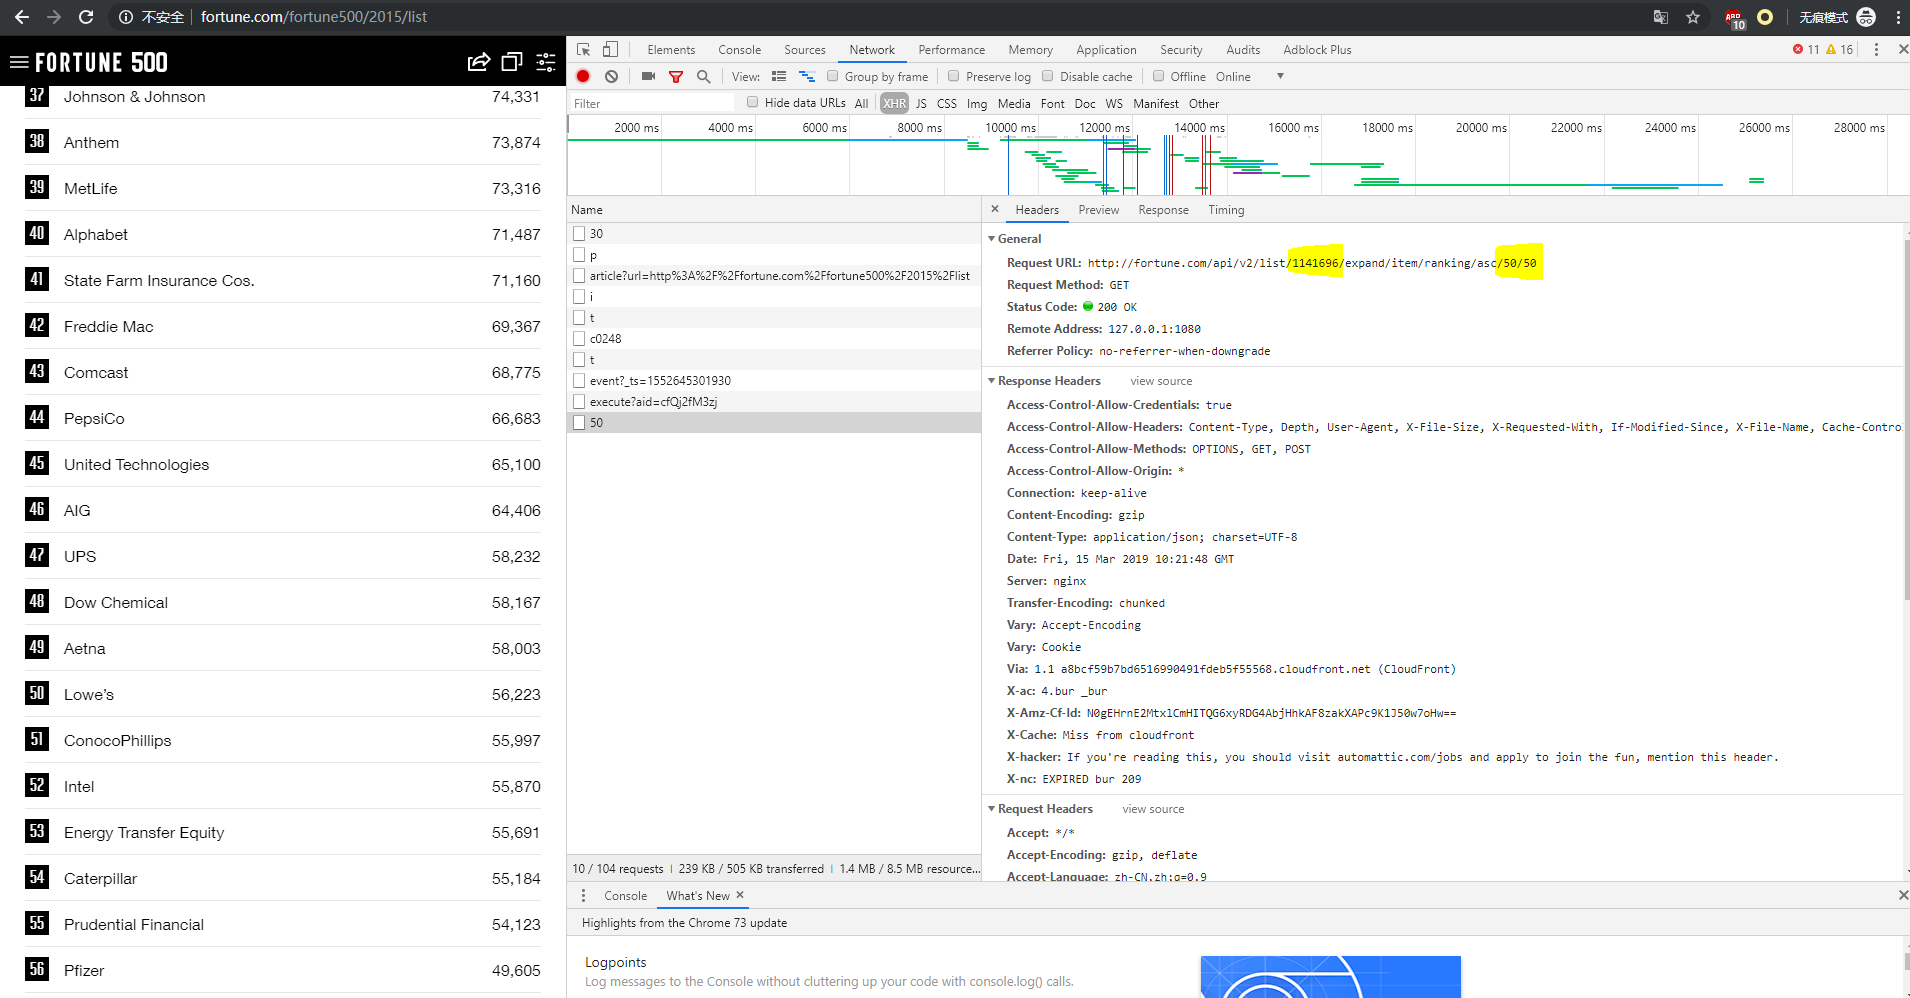 不安全 fortune.com/fortune500/2015/list 10 无痕模式
FORTUNE 500
37 Johnson & Johnson 74,331
38 Anthem 73,874
39 MetLife 73,316
40 Alphabet 71,487
41 State Farm Insurance Cos. 71,160
42 Freddie Mac 69,367
43 Comcast 68,775
44 PepsiCo 66,683
45 United Technologies 65,100
46 AIG 64,406
47 UPS 58,232
48 Dow Chemical 58,167
49 Aetna 58,003
50 Lowe's 56,223
51 ConocoPhillips 55,997
52 Intel 55,870
53 Energy Transfer Equity 55,691
54 Caterpillar 55,184
55 Prudential Financial 54,123
56 Pfizer 49,605
Elements Console Sources Network Performance Memory Application Security Audits Adblock Plus 11 16
View: Group by frame Preserve log Disable cache Offline Online
Filter Hide data URLs All XHR JS CSS Img Media Font Doc WS Manifest Other
2000 ms 4000 ms 6000 ms 8000 ms 10000 ms 12000 ms 14000 ms 16000 ms 18000 ms 20000 ms 22000 ms 24000 ms 26000 ms 28000 ms
Name
30
p
article?url=http%3A%2F%2Ffortune.com%2Ffortune500%2F2015%2Flist
i
t
c0248
t
event?_ts=1552645301930
execute?aid=cfQj2fM3zj
50
10 / 104 requests 239 KB / 505 KB transferred 1.4 MB / 8.5 MB resource...
Headers Preview Response Timing
General
Request URL: http://fortune.com/api/v2/list/1141696/expand/item/ranking/asc/50/50
Request Method: GET
Status Code: 200 OK
Remote Address: 127.0.0.1:1080
Referrer Policy: no-referrer-when-downgrade
Response Headers view source
Access-Control-Allow-Credentials: true
Access-Control-Allow-Headers: Content-Type, Depth, User-Agent, X-File-Size, X-Requested-With, If-Modified-Since, X-File-Name, Cache-Control
Access-Control-Allow-Methods: OPTIONS, GET, POST
Access-Control-Allow-Origin: *
Connection: keep-alive
Content-Encoding: gzip
Content-Type: application/json; charset=UTF-8
Date: Fri, 15 Mar 2019 10:21:48 GMT
Server: nginx
Transfer-Encoding: chunked
Vary: Accept-Encoding
Vary: Cookie
Via: 1.1 a8bcf59b7bd6516990491fdeb5f55568.cloudfront.net (CloudFront)
X-ac: 4.bur _bur
X-Amz-Cf-Id: N0gEHrnE2MtxlCmHITQG6xyRDG4AbjHhkAF8zakXAPc9K1J50w7oHw==
X-Cache: Miss from cloudfront
X-hacker: If you're reading this, you should visit automattic.com/jobs and apply to join the fun, mention this header.
X-nc: EXPIRED bur 209
Request Headers view source
Accept: */*
Accept-Encoding: gzip, deflate
Accept-Language: zh-CN,zh;q=0.9
Console What's New
Highlights from the Chrome 73 update
Logpoints
Log messages to the Console without cluttering up your code with console.log() calls.